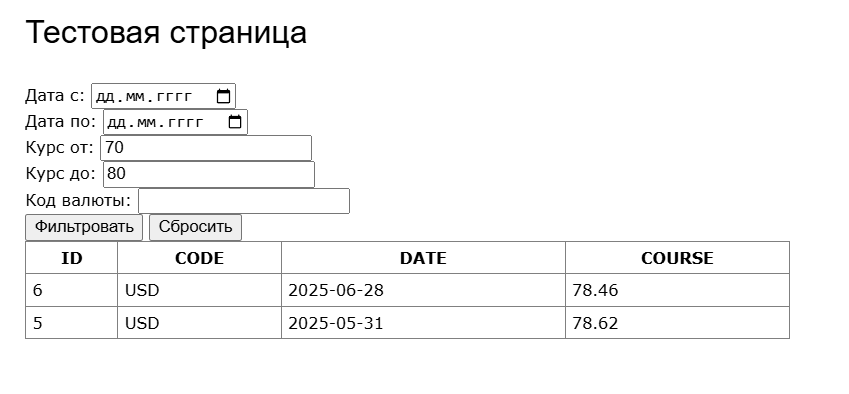 Тестовая страница
Дата с: дд.мм.гггг
Дата по: дд.мм.гггг
Курс от: 70
Курс до: 80
Код валюты:
Фильтровать Сбросить
ID CODE DATE COURSE
6 USD 2025-06-28 78.46
5 USD 2025-05-31 78.62